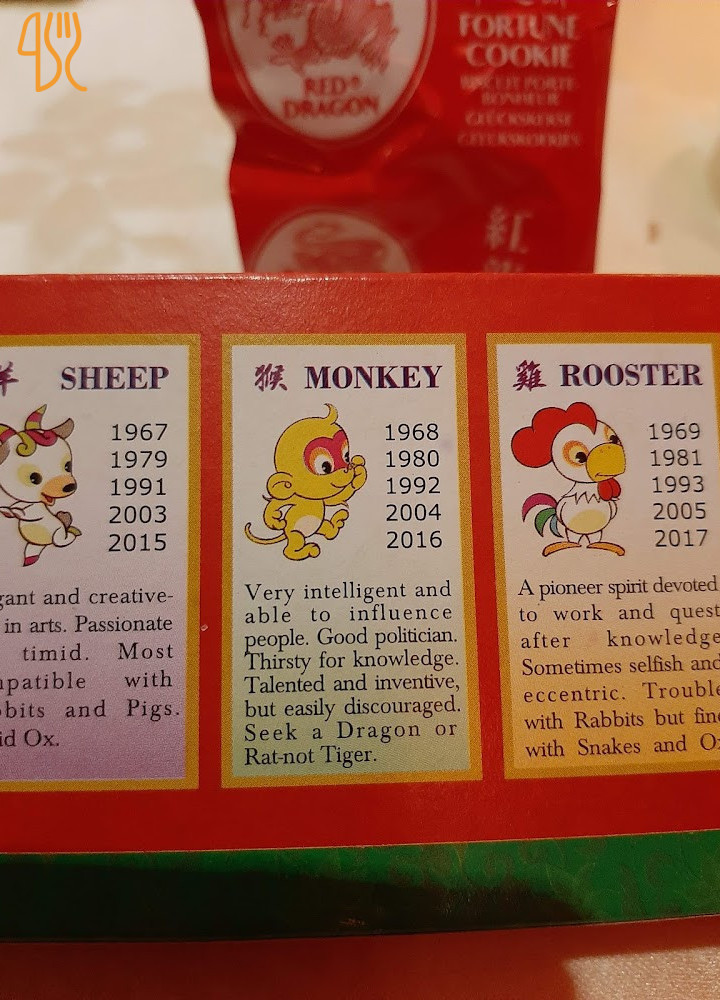 FORTUNE
COOKIE
BISCUIT PORTE-
BONHEUR
GLÜCKSKEKSE
GELUKSKOEKJES
RED®
DRAGON
紅
羊 SHEEP
1967
1979
1991
2003
2015
gant and creative-
in arts. Passionate
timid. Most
mpatible with
bbits and Pigs.
id Ox.
猴 MONKEY
1968
1980
1992
2004
2016
Very intelligent and
able to influence
people. Good politician.
Thirsty for knowledge.
Talented and inventive,
but easily discouraged.
Seek a Dragon or
Rat-not Tiger.
雞 ROOSTER
1969
1981
1993
2005
2017
A pioneer spirit devoted
to work and quest
after knowledge
Sometimes selfish and
eccentric. Trouble
with Rabbits but fine
with Snakes and Ox